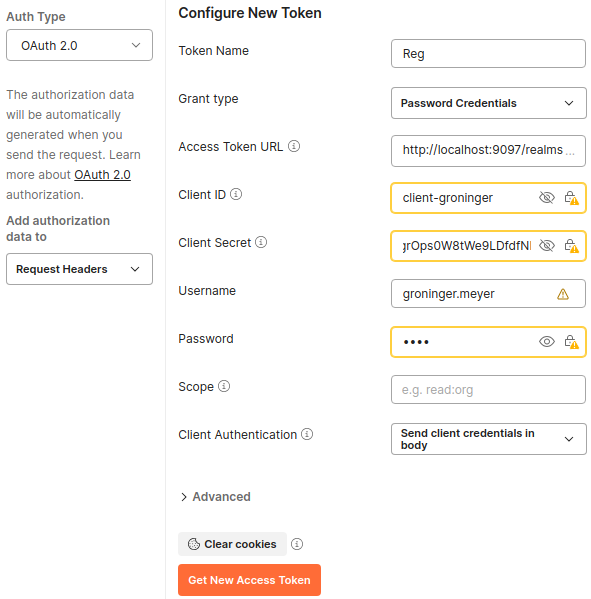 Auth Type
OAuth 2.0
The authorization data
will be automatically
generated when you
send the request. Learn
more about OAuth 2.0
authorization.
Add authorization
data to
Request Headers
Configure New Token
Token Name
Reg
Grant type
Password Credentials
Access Token URL
http://localhost:9097/realms ...
Client ID
client-groninger
Client Secret
Username
groninger.meyer
Password
••••
Scope
e.g. read:org
Client Authentication
Send client credentials in
body
Advanced
Clear cookies
Get New Access Token